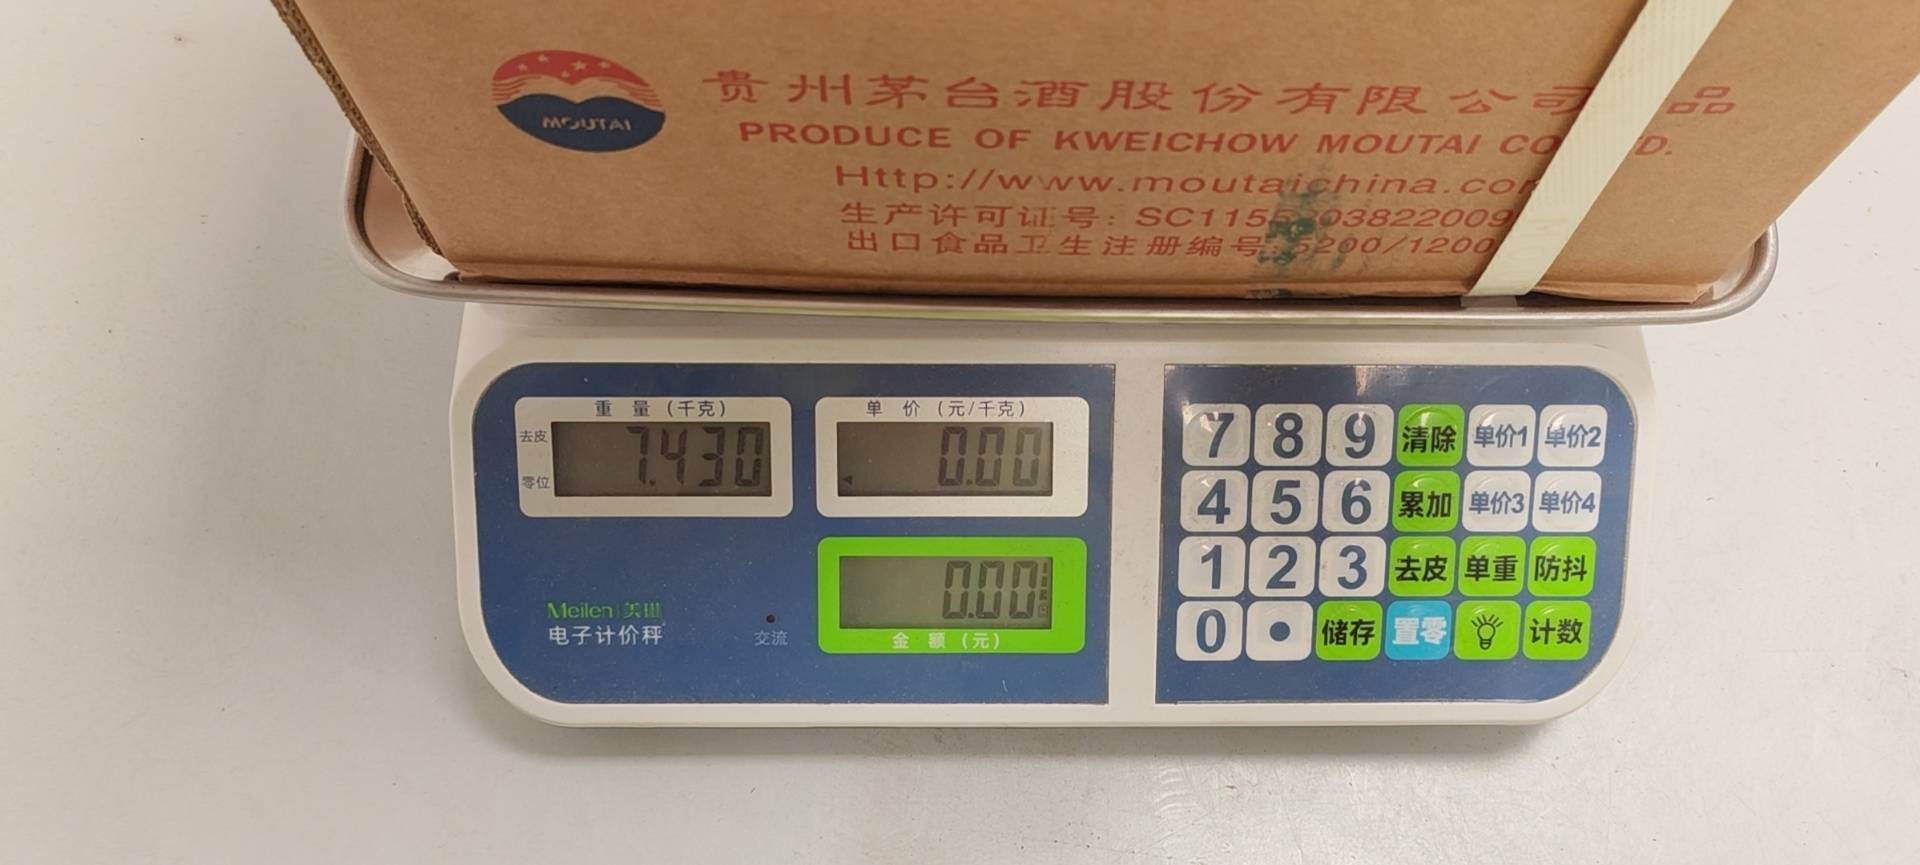 MOUTAI
贵州茅台酒股份有限公司 品
PRODUCE OF KWEICHOW MOUTAI CO D.
Http://www.moutaichina.com
生产许可证号: SC115 03822009
出口食品卫生注册编号: 5200/1200
重量(千克)
去皮
零位
7.430
单价(元/千克)
0.00
0.00
金额(元)
Meilen 美琳
电子计价秤
交流
7 8 9 清除 单价1 单价2
4 5 6 累加 单价3 单价4
1 2 3 去皮 单重 防抖
0 • 储存 置零 计数